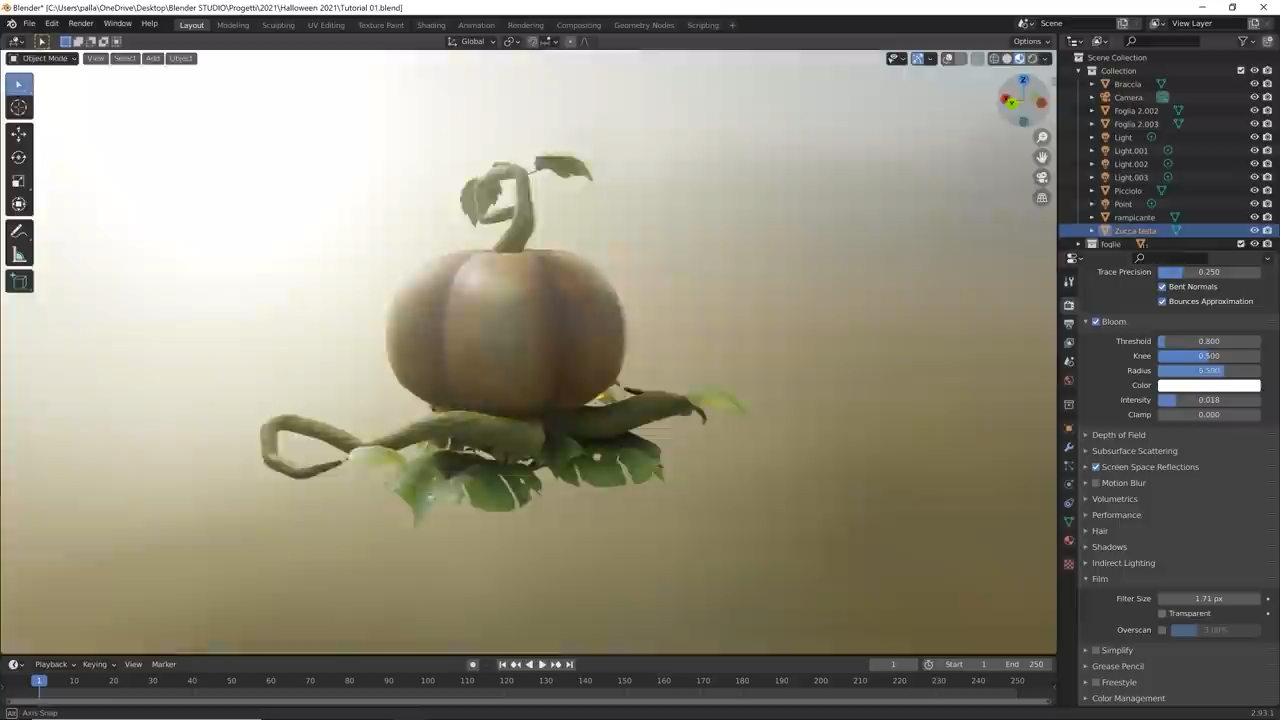 Blender* [C:\Users\palla\OneDrive\Desktop\Blender STUDIO\Progetti\2021\Halloween 2021\Tutorial 01.blend]
File Edit Render Window Help Layout Modeling Sculpting UV Editing Texture Paint Shading Animation Rendering Compositing Geometry Nodes Scripting Scene View Layer
Global Options
Object Mode View Select Add Object
Scene Collection
Collection
Braccia
Camera
Foglia 2.002
Foglia 2.003
Light
Light.001
Light.002
Light.003
Picciolo
Point
rampicante
Zucca testa
foglie
Trace Precision 0.250
Bent Normals
Bounces Approximation
Bloom
Threshold 0.800
Knee 0.500
Radius 6.500
Color
Intensity 0.018
Clamp 0.000
Depth of Field
Subsurface Scattering
Screen Space Reflections
Motion Blur
Volumetrics
Performance
Hair
Shadows
Indirect Lighting
Film
Filter Size 1.71 px
Transparent
Overscan
Simplify
Grease Pencil
Freestyle
Color Management
Playback Keying View Marker 1 Start 1 End 250
1 10 20 30 40 50 60 70 80 90 100 110 120 130 140 150 160 170 180 190 200 210 220 230 240 250
Axis Snap 2.93.1